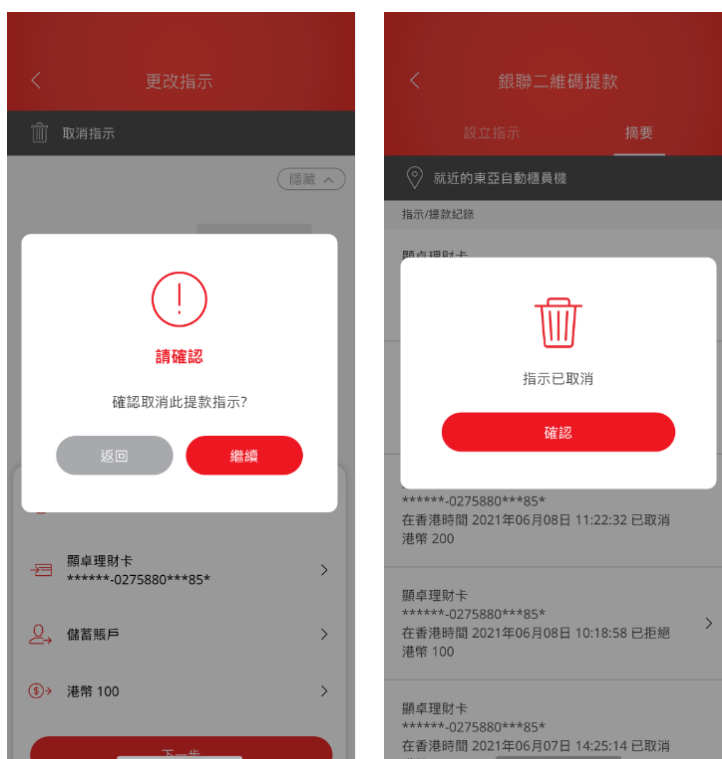 更改指示
取消指示
隱藏
請確認
確認取消此提款指示?
返回
繼續
顯卓理財卡
******-0275880***85*
儲蓄賬戶
港幣 100
下一步
銀聯二維碼提款
設立指示
摘要
就近的東亞自動櫃員機
指示/提款紀錄
顯卓理財卡
指示已取消
確認
******-0275880***85*
在香港時間 2021年06月08日 11:22:32 已取消
港幣 200
顯卓理財卡
******-0275880***85*
在香港時間 2021年06月08日 10:18:58 已拒絕
港幣 100
顯卓理財卡
******-0275880***85*
在香港時間 2021年06月07日 14:25:14 已取消